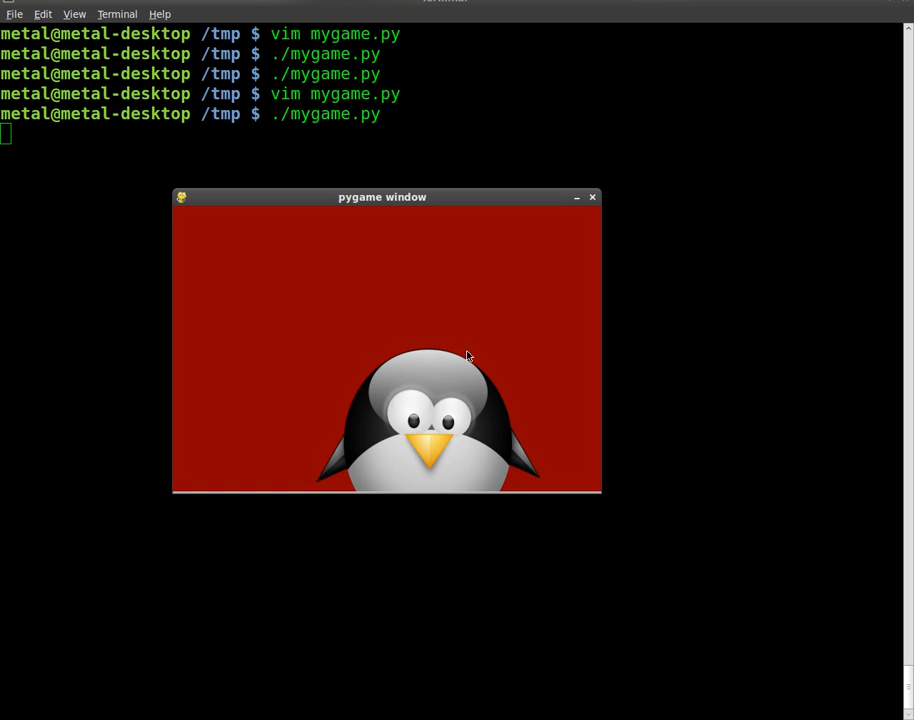 File Edit View Terminal Help
metal@metal-desktop /tmp $ vim mygame.py
metal@metal-desktop /tmp $ ./mygame.py
metal@metal-desktop /tmp $ ./mygame.py
metal@metal-desktop /tmp $ vim mygame.py
metal@metal-desktop /tmp $ ./mygame.py
pygame window